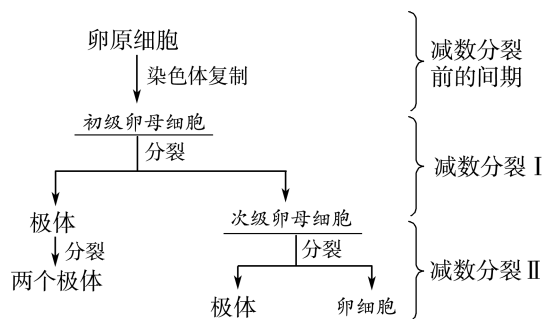 卵原细胞
染色体复制
减数分裂
前的间期
初级卵母细胞
分裂
减数分裂Ⅰ
极体
次级卵母细胞
分裂
分裂
两个极体
减数分裂Ⅱ
极体
卵细胞